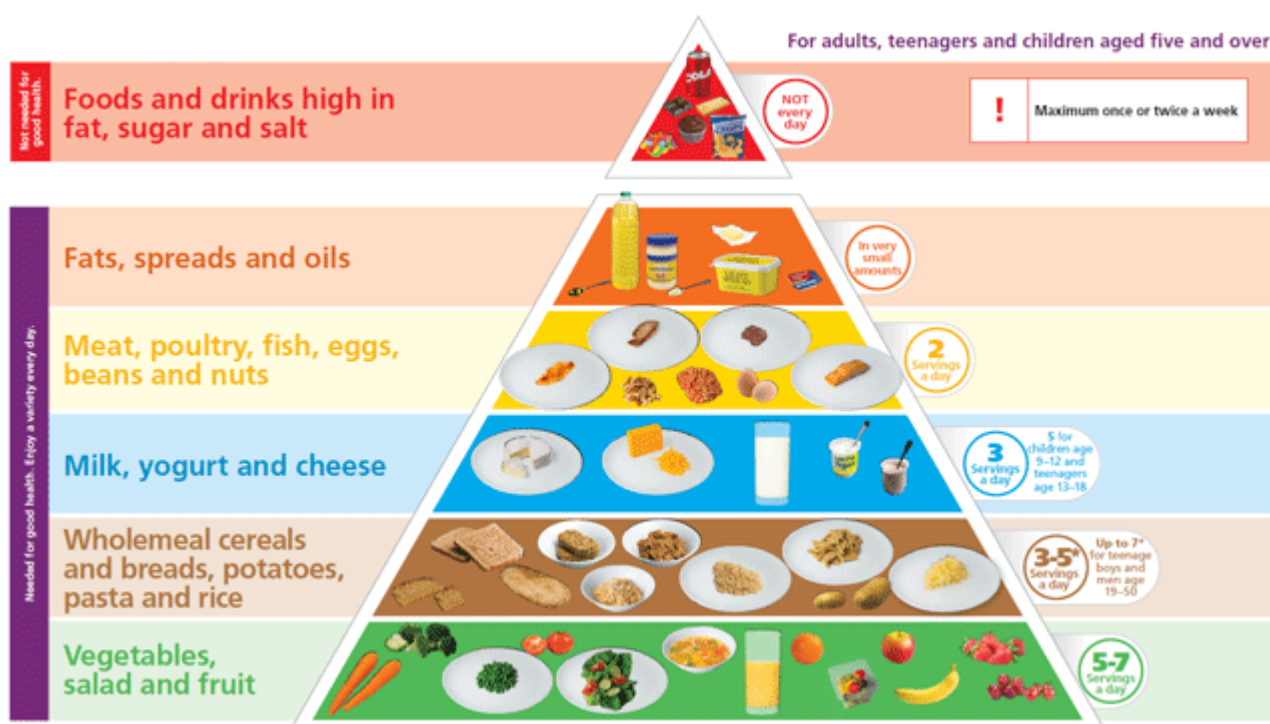 For adults, teenagers and children aged five and over
Not needed for
good health.
Foods and drinks high in
fat, sugar and salt
COLA
CRISPS
NOT
every
day
!
Maximum once or twice a week
Needed for good health. Enjoy a variety every day.
Fats, spreads and oils
In very
small
amounts
Meat, poultry, fish, eggs,
beans and nuts
2
Servings
a day
Milk, yogurt and cheese
3
Servings
a day
5 for
children age
9–12 and
teenagers
age 13–18
Wholemeal cereals
and breads, potatoes,
pasta and rice
3-5*
Servings
a day
Up to 7*
for teenage
boys and
men age
19–50
Vegetables,
salad and fruit
5-7
Servings
a day